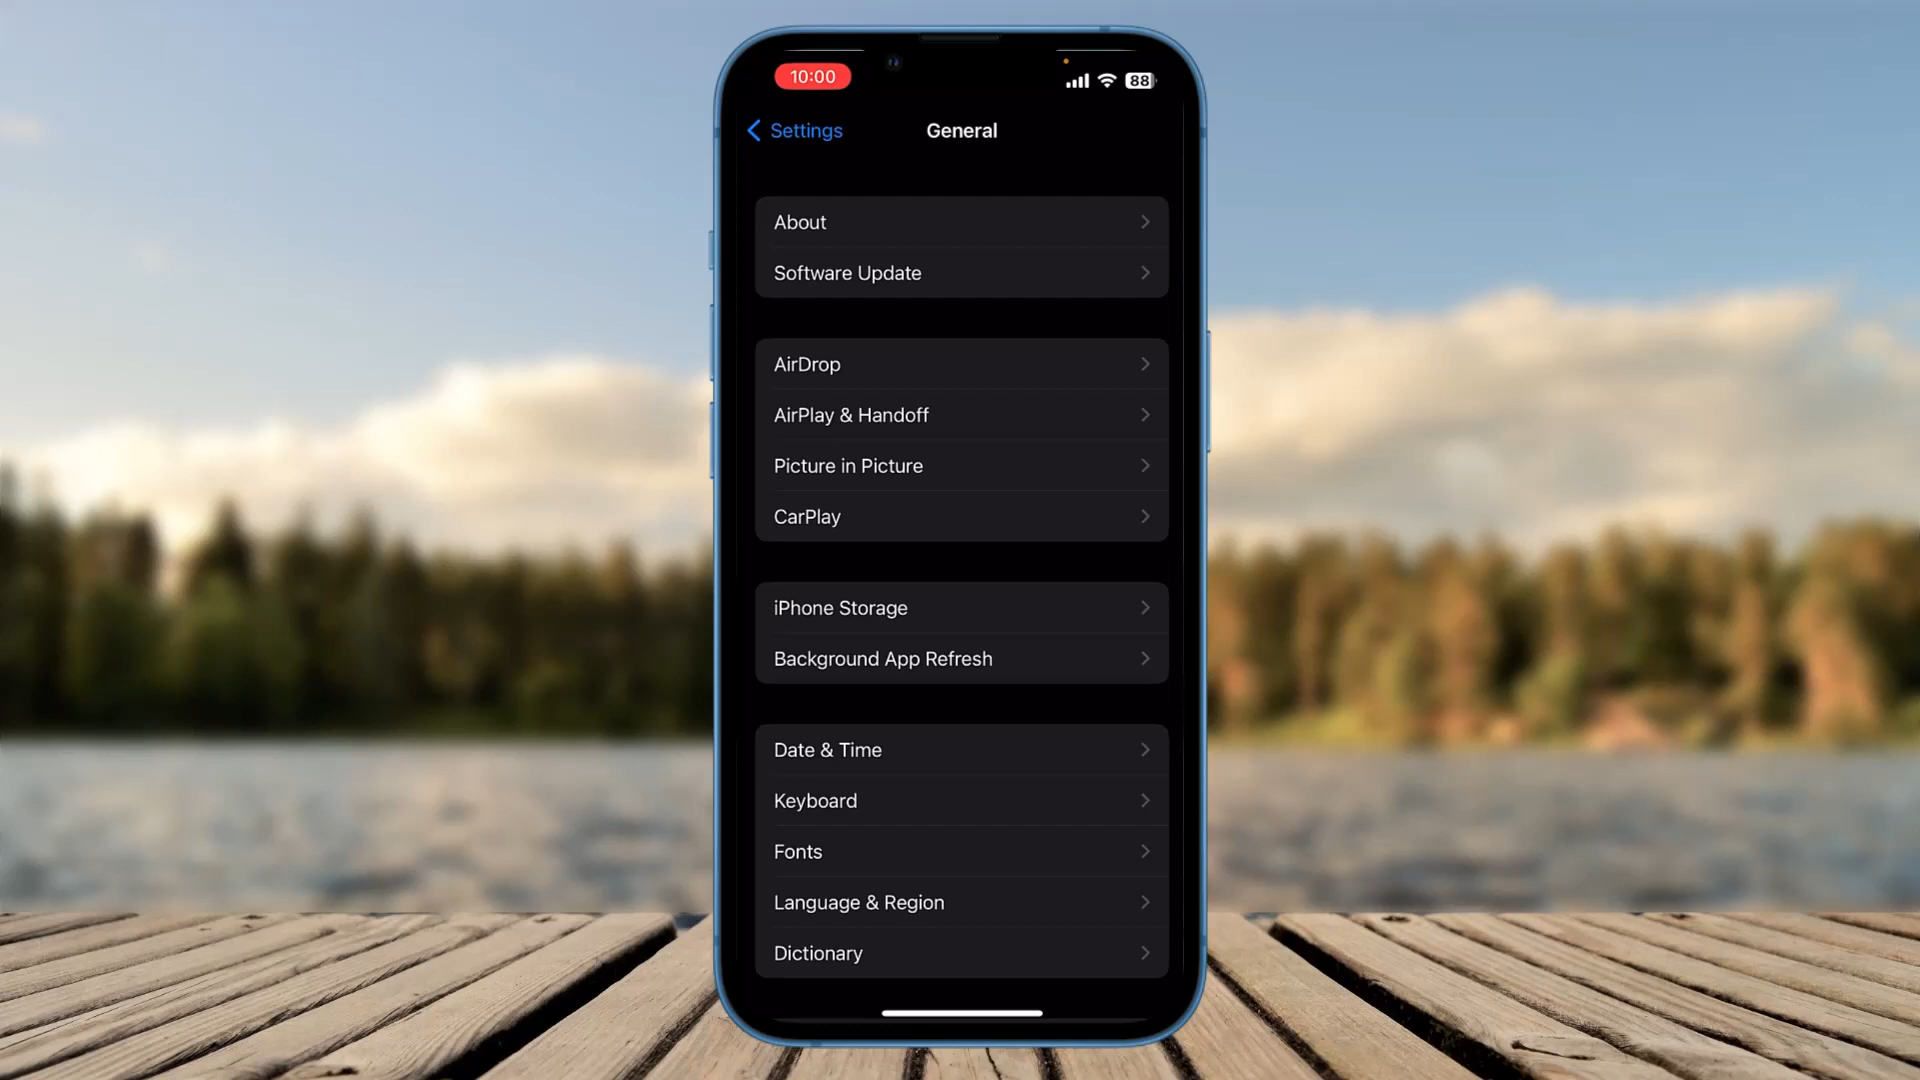 10:00
88
Settings
General
About
Software Update
AirDrop
AirPlay & Handoff
Picture in Picture
CarPlay
iPhone Storage
Background App Refresh
Date & Time
Keyboard
Fonts
Language & Region
Dictionary